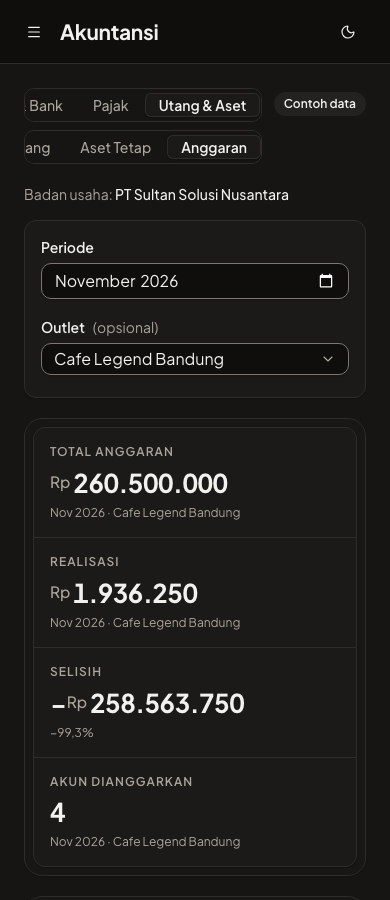 Akuntansi
Bank Pajak Utang & Aset Contoh data
ang Aset Tetap Anggaran
Badan usaha: PT Sultan Solusi Nusantara
Periode
November 2026
Outlet (opsional)
Cafe Legend Bandung
TOTAL ANGGARAN
Rp 260.500.000
Nov 2026 · Cafe Legend Bandung
REALISASI
Rp 1.936.250
Nov 2026 · Cafe Legend Bandung
SELISIH
−Rp 258.563.750
−99,3%
AKUN DIANGGARKAN
4
Nov 2026 · Cafe Legend Bandung